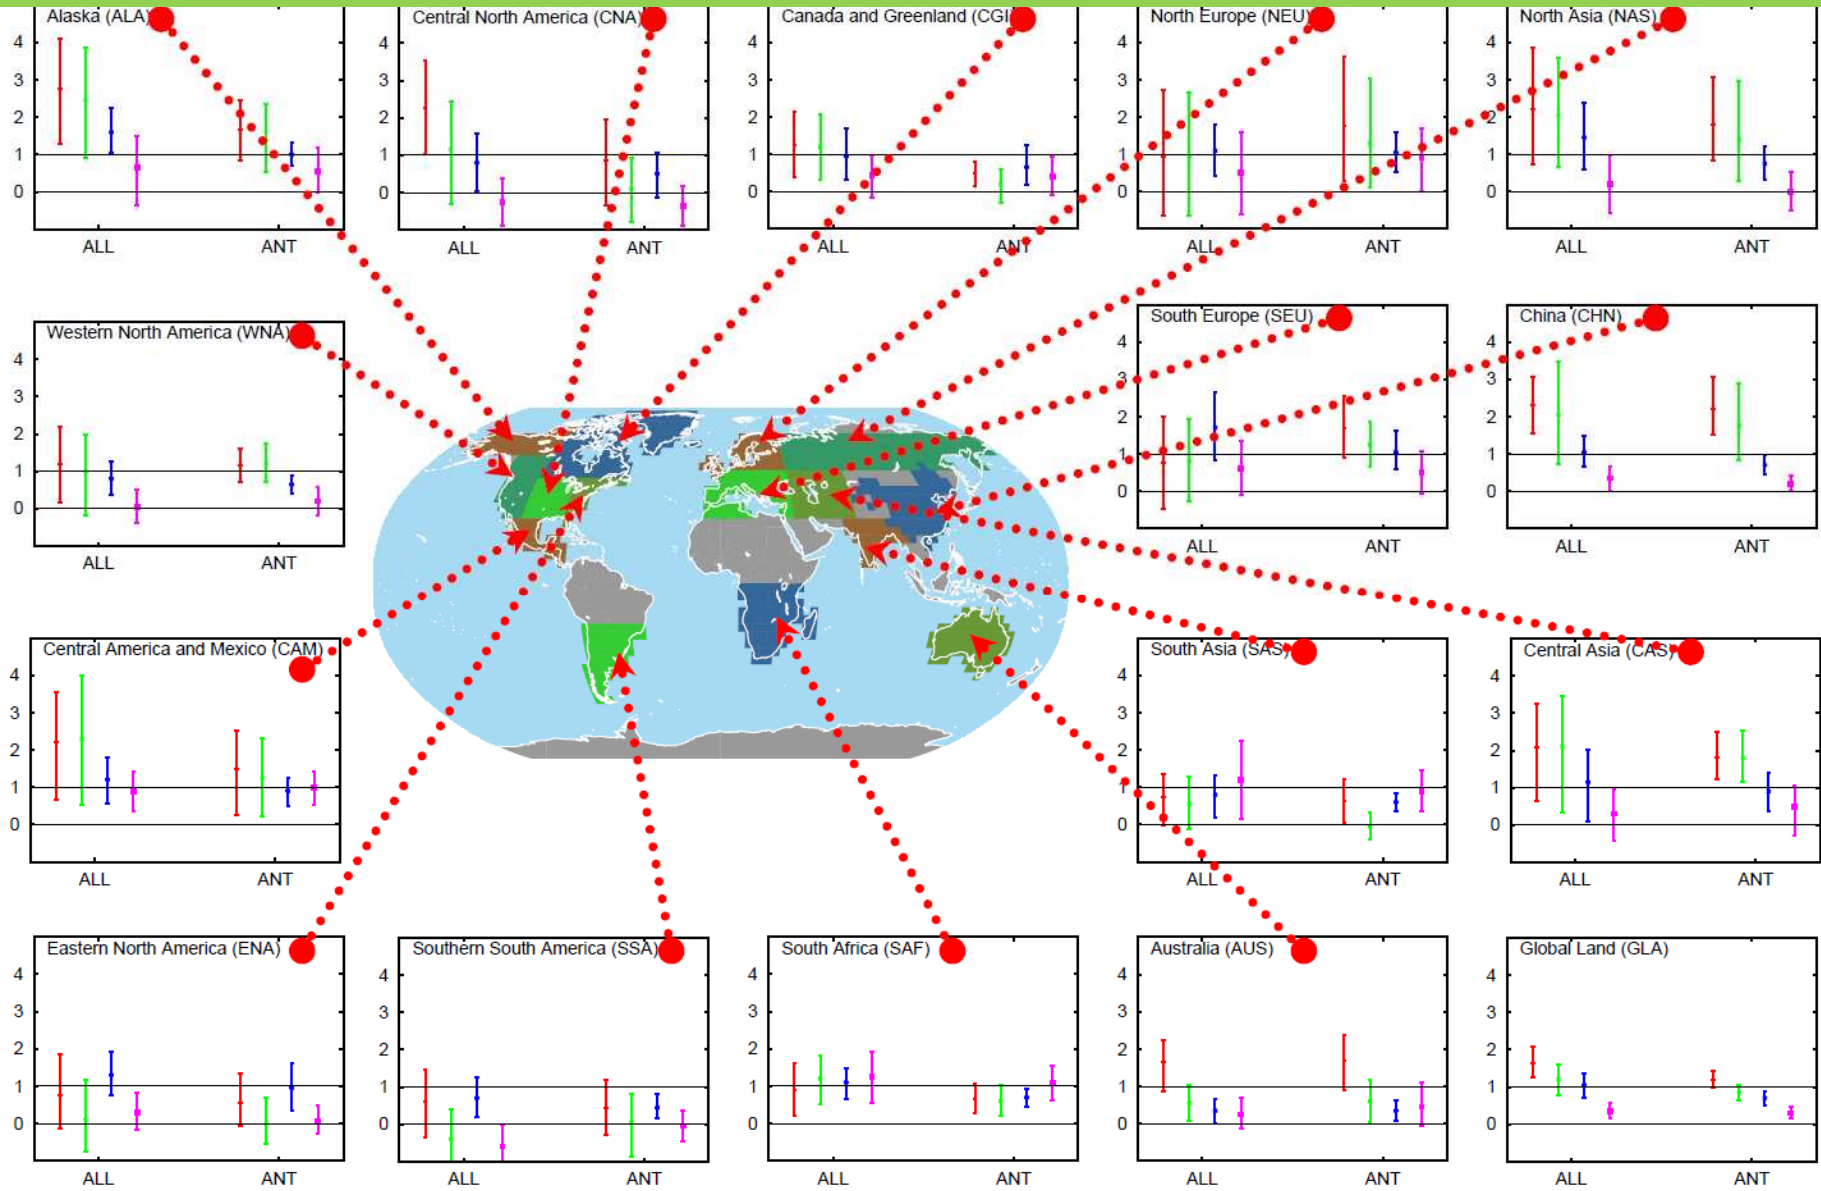 Alaska (ALA)
4
3
2
1
0
ALL ANT
Central North America (CNA)
4
3
2
1
0
ALL ANT
Canada and Greenland (CGI)
4
3
2
1
0
ALL ANT
North Europe (NEU)
4
3
2
1
0
ALL ANT
North Asia (NAS)
4
3
2
1
0
ALL ANT
Western North America (WNA)
4
3
2
1
0
ALL ANT
South Europe (SEU)
4
3
2
1
0
ALL ANT
China (CHN)
4
3
2
1
0
ALL ANT
Central America and Mexico (CAM)
4
3
2
1
0
ALL ANT
South Asia (SAS)
4
3
2
1
0
ALL ANT
Central Asia (CAS)
4
3
2
1
0
ALL ANT
Eastern North America (ENA)
4
3
2
1
0
ALL ANT
Southern South America (SSA)
4
3
2
1
0
ALL ANT
South Africa (SAF)
4
3
2
1
0
ALL ANT
Australia (AUS)
4
3
2
1
0
ALL ANT
Global Land (GLA)
4
3
2
1
0
ALL ANT